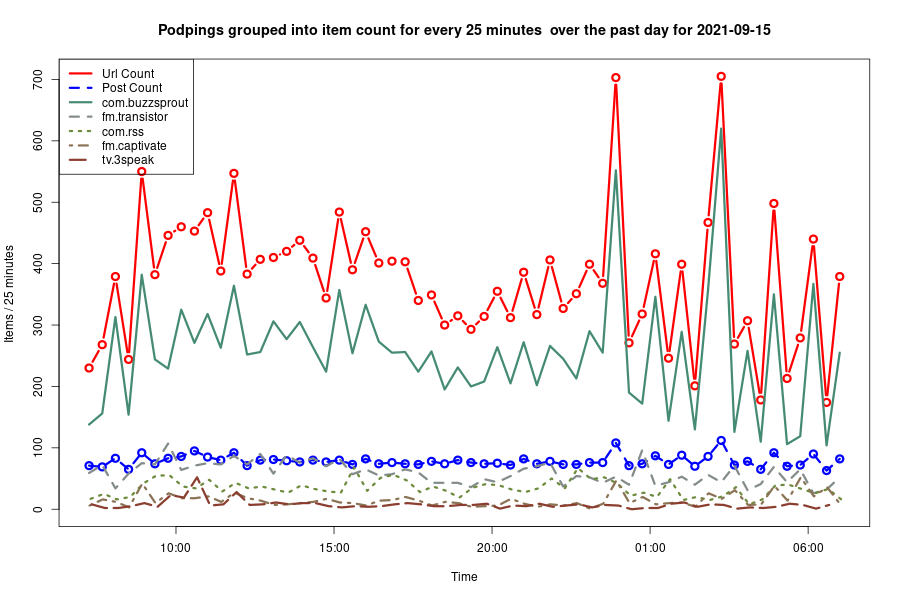 Podpings grouped into item count for every 25 minutes  over the past day for 2021-09-15
Url Count
Post Count
com.buzzsprout
fm.transistor
com.rss
fm.captivate
tv.3speak
Items / 25 minutes
700
600
500
400
300
200
100
0
10:00
15:00
20:00
01:00
06:00
Time